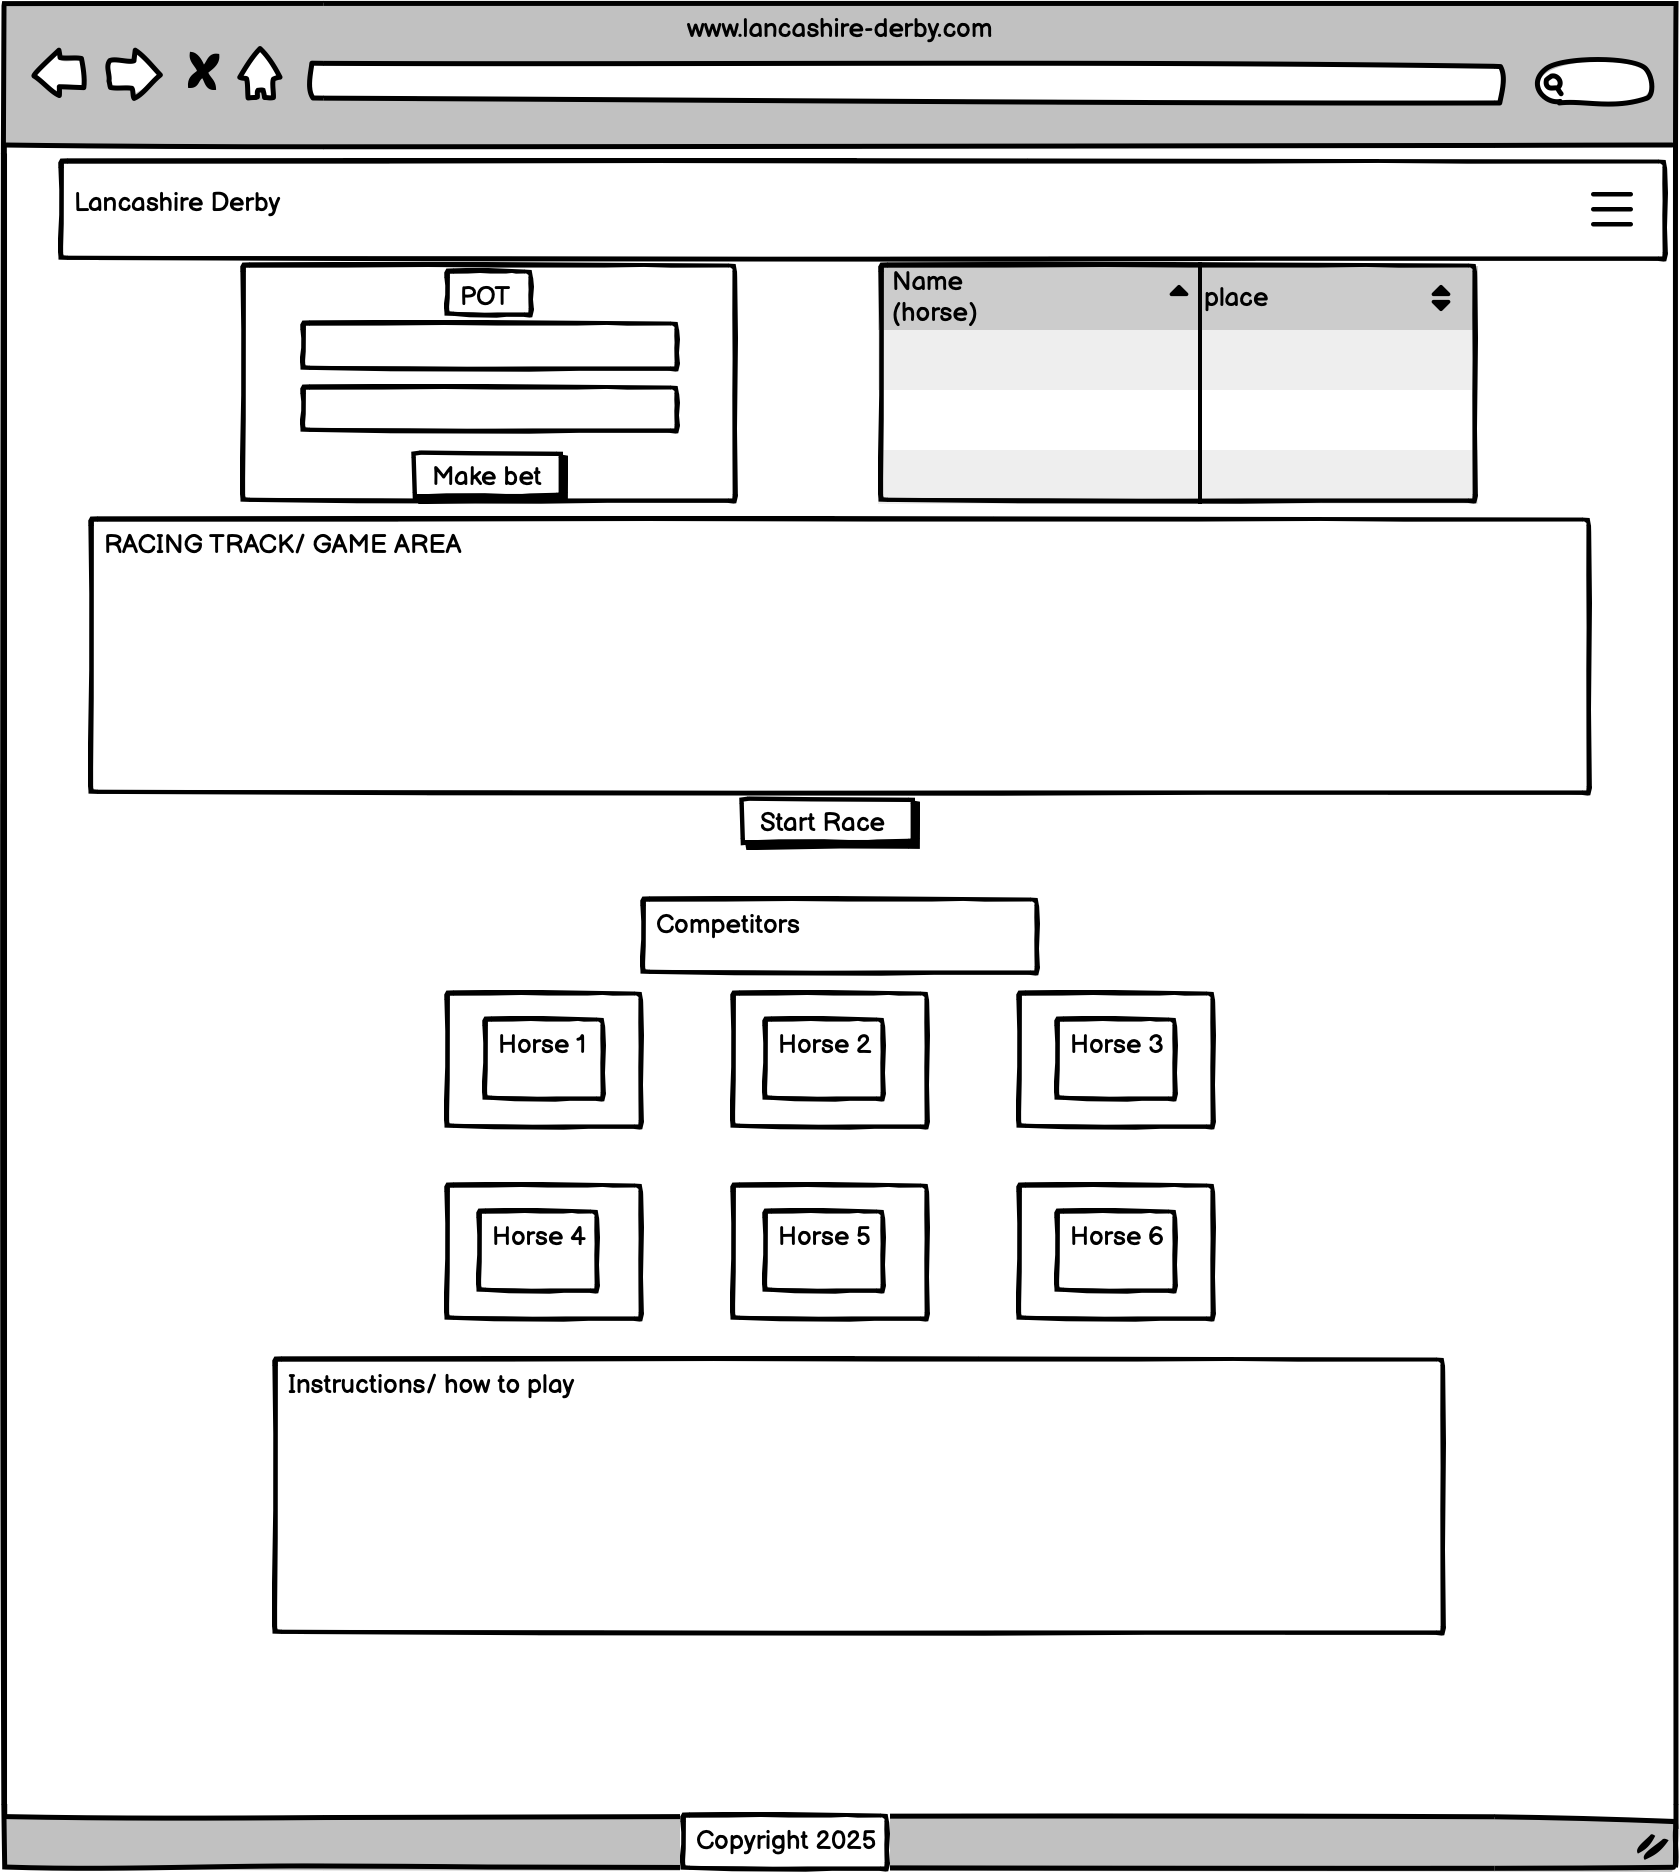 www.lancashire-derby.com
Lancashire Derby
POT
Make bet
Name
(horse)
place
RACING TRACK/ GAME AREA
Start Race
Competitors
Horse 1
Horse 2
Horse 3
Horse 4
Horse 5
Horse 6
Instructions/ how to play
Copyright 2025